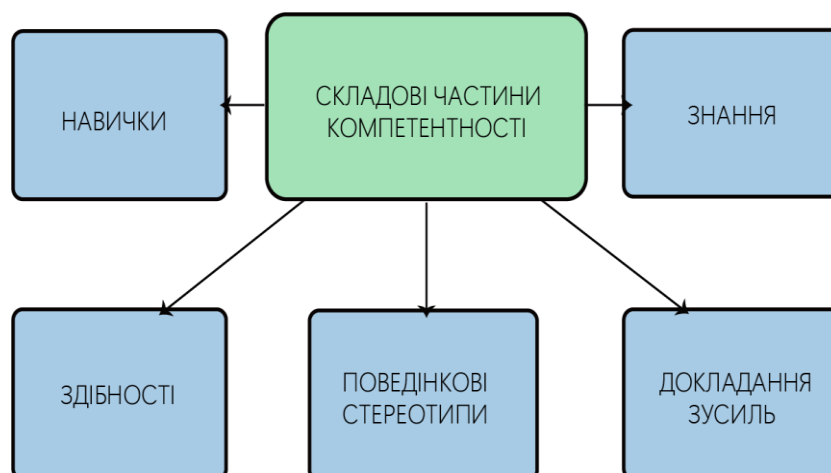 СКЛАДОВІ ЧАСТИНИ
КОМПЕТЕНТНОСТІ
НАВИЧКИ
ЗНАННЯ
ЗДІБНОСТІ
ПОВЕДІНКОВІ
СТЕРЕОТИПИ
ДОКЛАДАННЯ
ЗУСИЛЬ